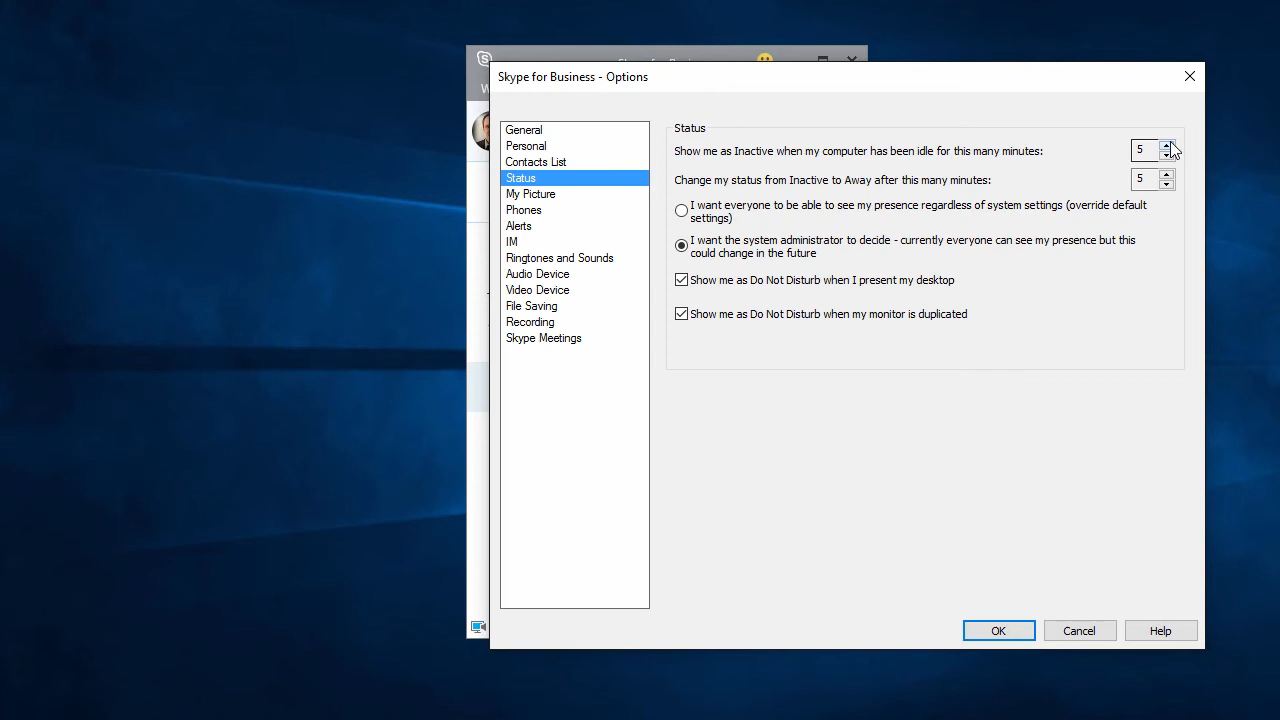 Skype for Business - Options
General
Personal
Contacts List
Status
My Picture
Phones
Alerts
IM
Ringtones and Sounds
Audio Device
Video Device
File Saving
Recording
Skype Meetings
Status
Show me as Inactive when my computer has been idle for this many minutes:
5
Change my status from Inactive to Away after this many minutes:
5
I want everyone to be able to see my presence regardless of system settings (override default
settings)
I want the system administrator to decide - currently everyone can see my presence but this
could change in the future
Show me as Do Not Disturb when I present my desktop
Show me as Do Not Disturb when my monitor is duplicated
OK
Cancel
Help